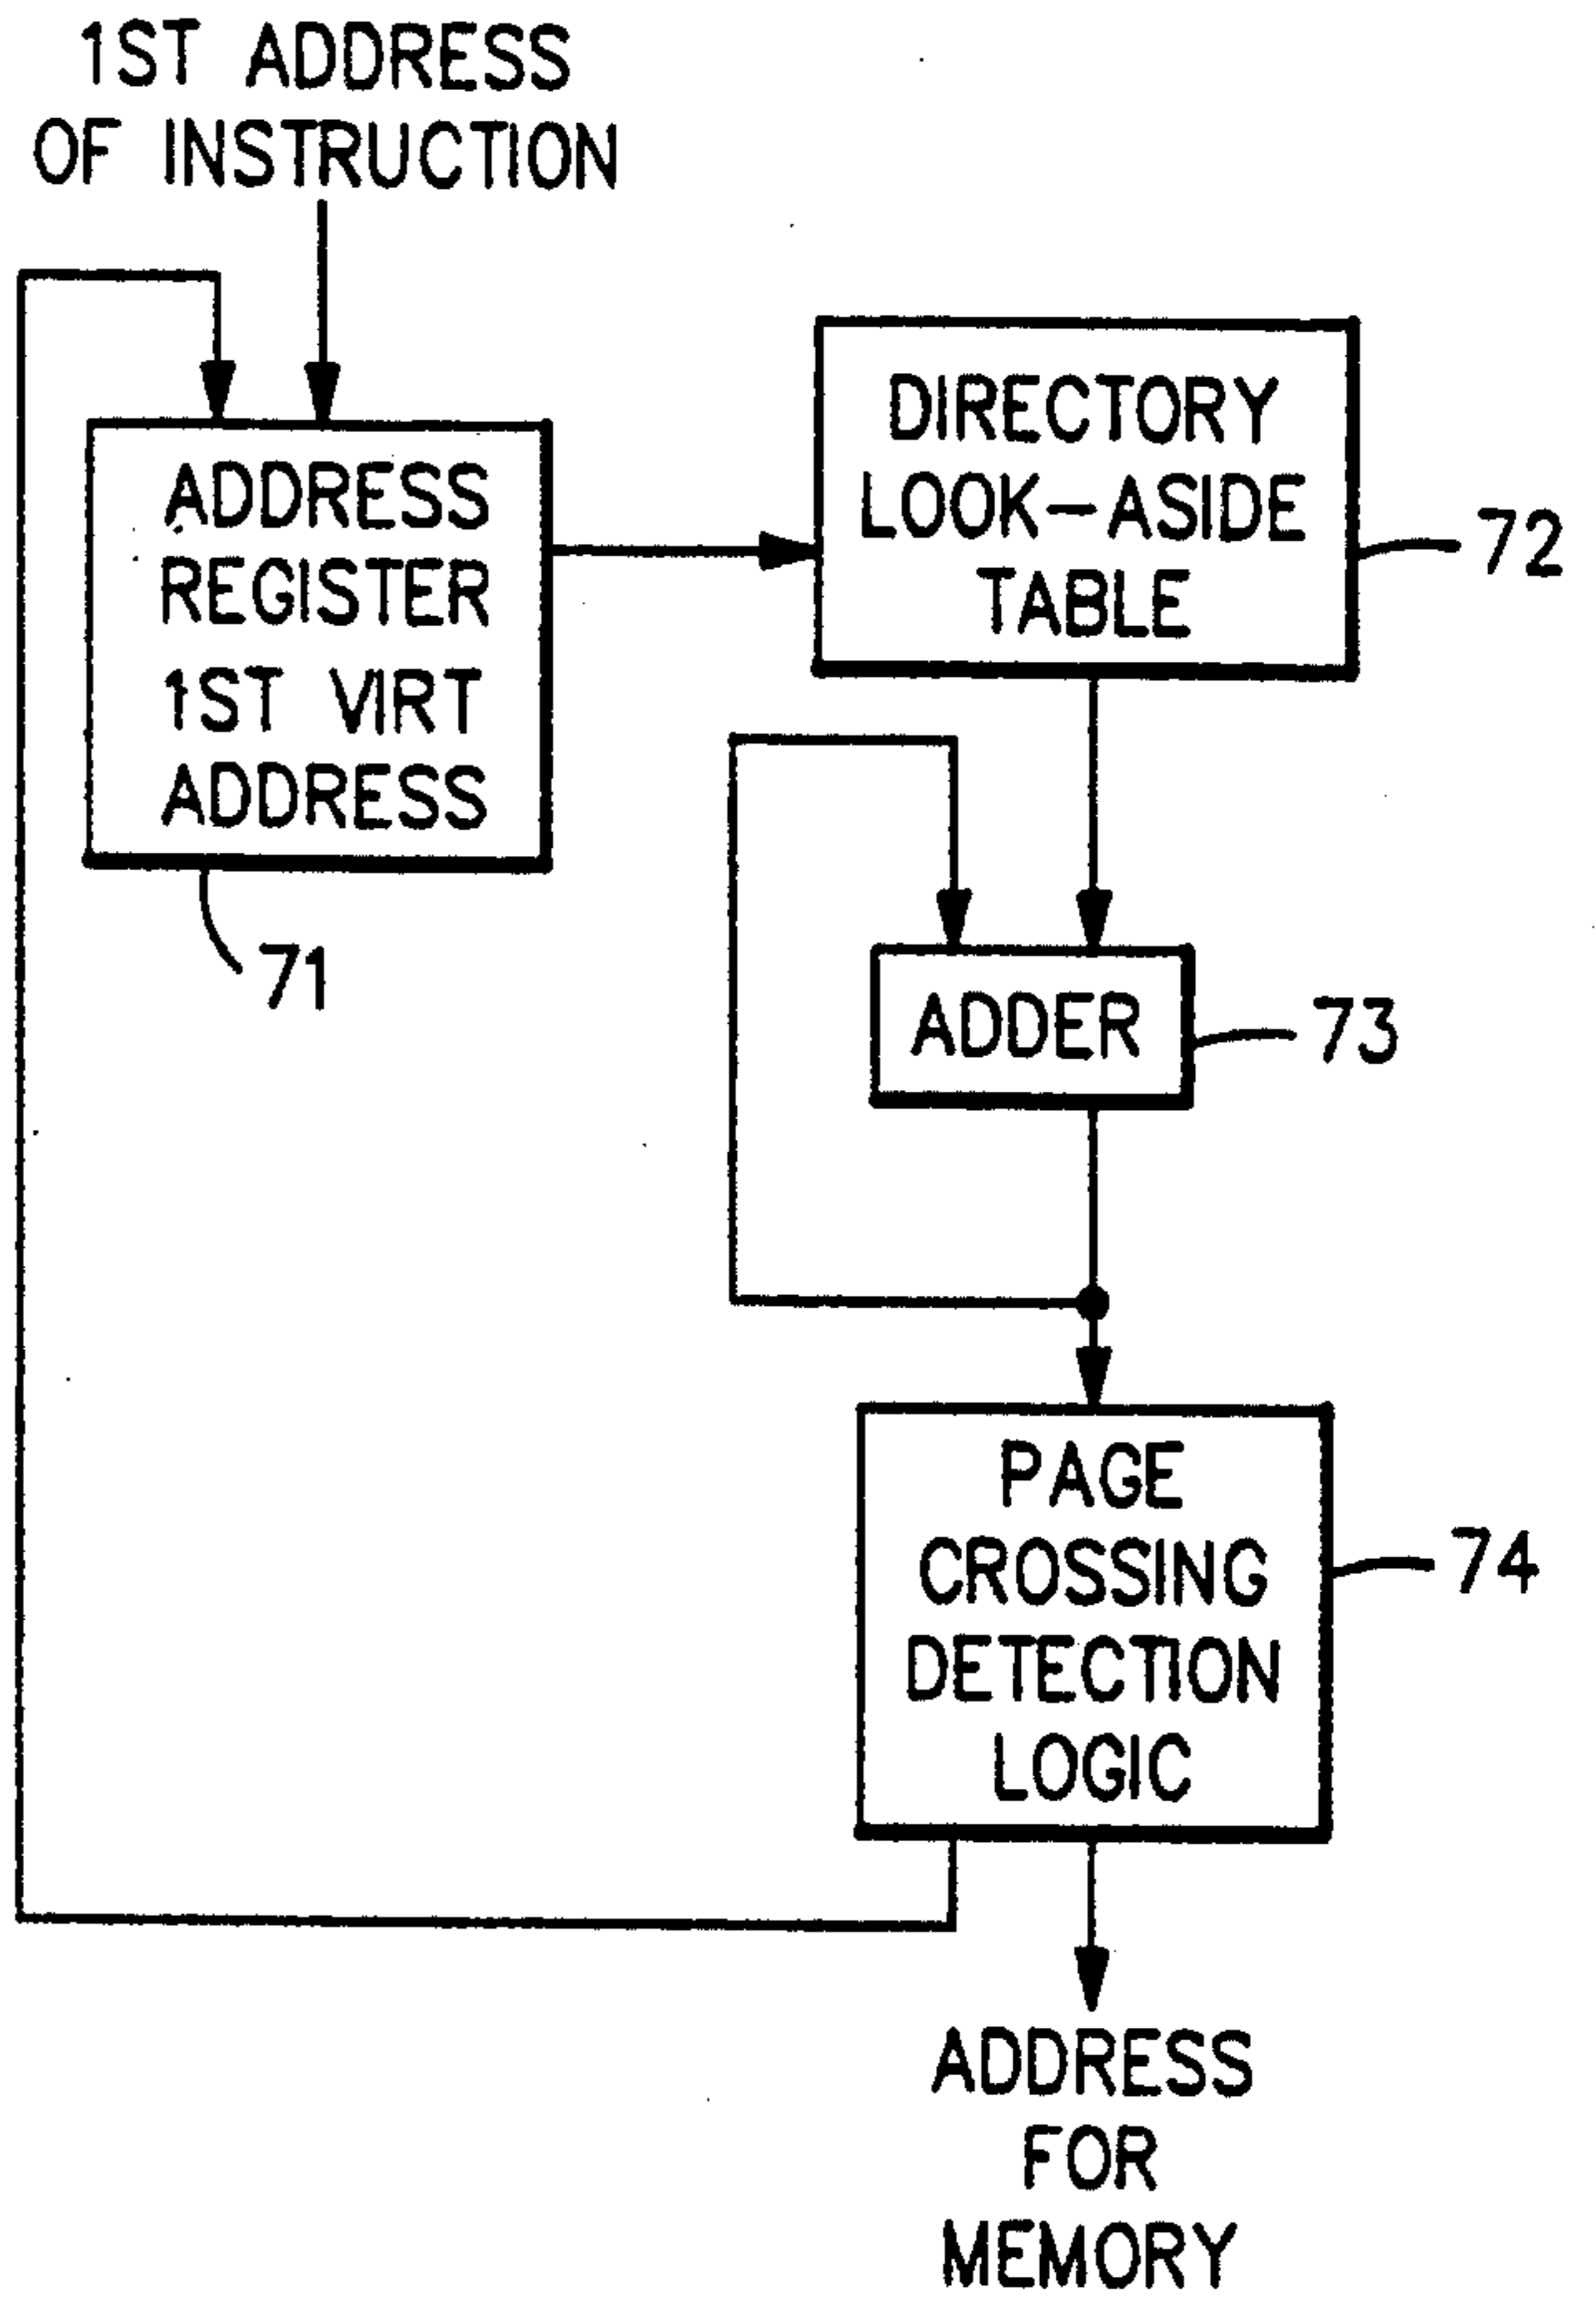 1ST ADDRESS
OF INSTRUCTION
ADDRESS
REGISTER
1ST VIRT
ADDRESS
71
DIRECTORY
LOOK-ASIDE
TABLE
72
ADDER
73
PAGE
CROSSING
DETECTION
LOGIC
74
ADDRESS
FOR
MEMORY